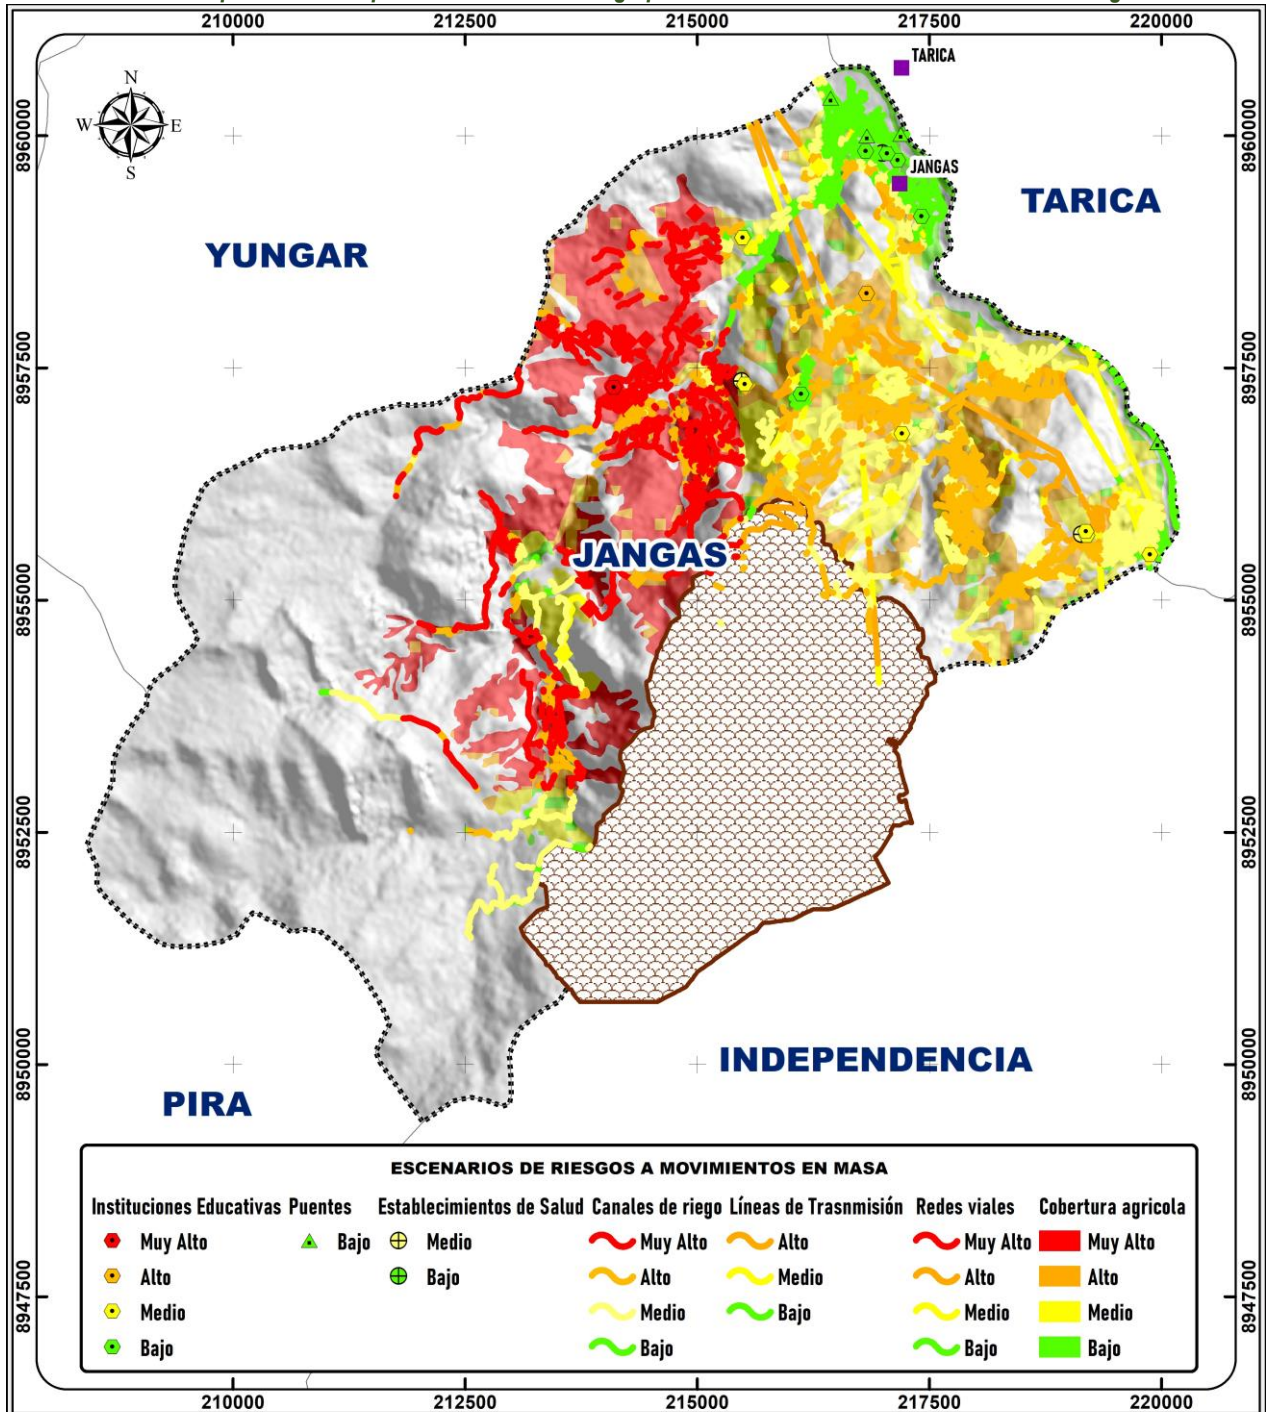 210000 212500 215000 217500 220000
TARICA
N
W E
S
8960000 8960000
JANGAS
TARICA
YUNGAR
8957500 8957500
JANGAS
8955000 8955000
8952500 8952500
8950000 8950000
INDEPENDENCIA
PIRA
ESCENARIOS DE RIESGOS A MOVIMIENTOS EN MASA
Instituciones Educativas Puentes Establecimientos de Salud Canales de riego Líneas de Trasnmisión Redes viales Cobertura agricola
Muy Alto Bajo Medio Muy Alto Alto Muy Alto Muy Alto
Alto Bajo Alto Medio Alto Alto
8947500 8947500
Medio Medio Bajo Medio Medio
Bajo Bajo Bajo Bajo
210000 212500 215000 217500 220000